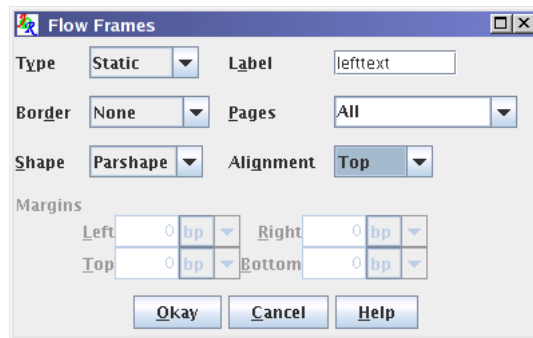 Flow Frames
Type Static Label lefttext
Border None Pages All
Shape Parshape Alignment Top
Margins
Left 0 bp Right 0 bp
Top 0 bp Bottom 0 bp
Okay Cancel Help